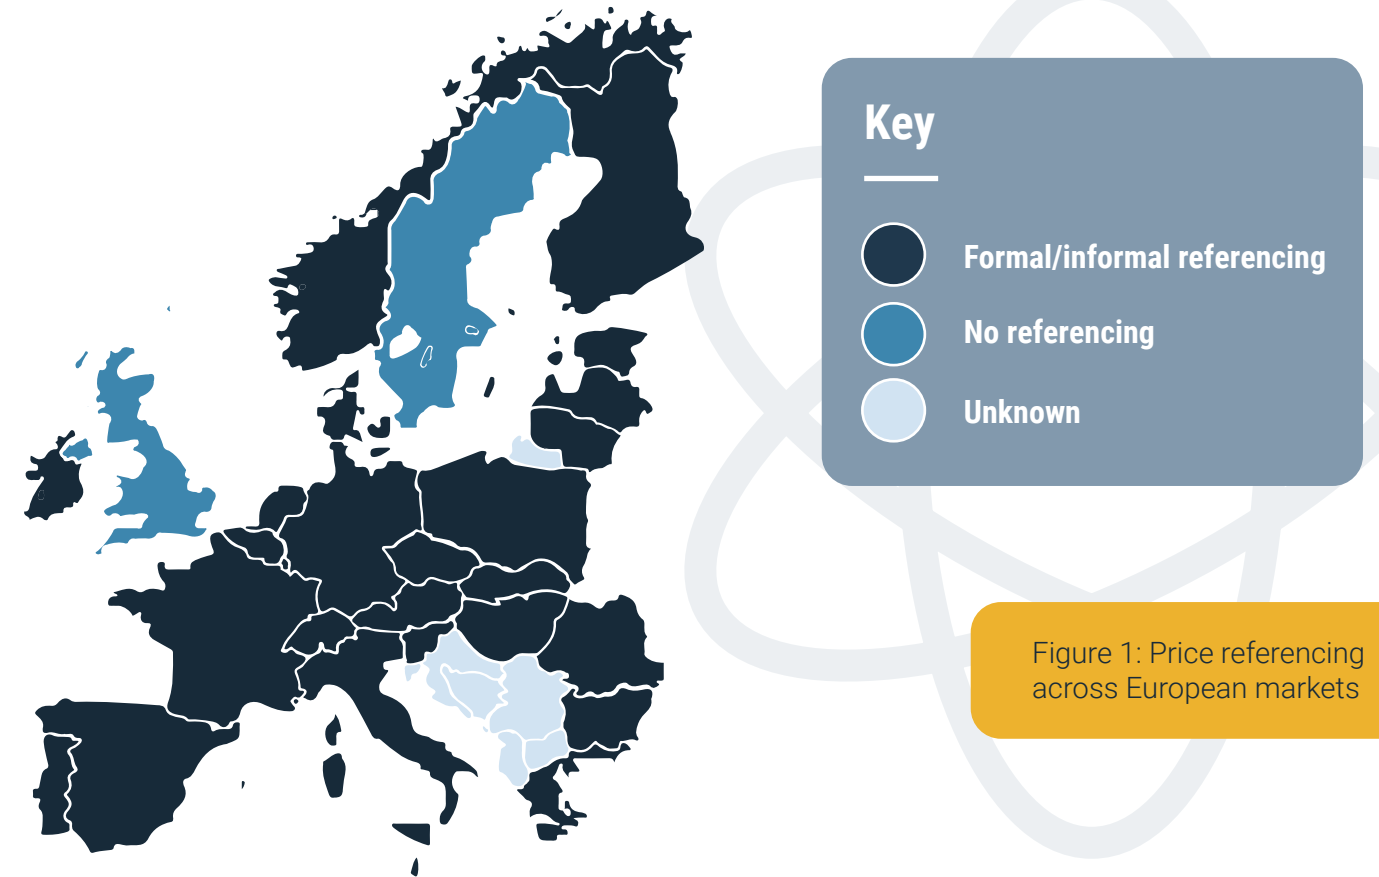 Key
Formal/informal referencing
No referencing
Unknown
Figure 1: Price referencing
across European markets